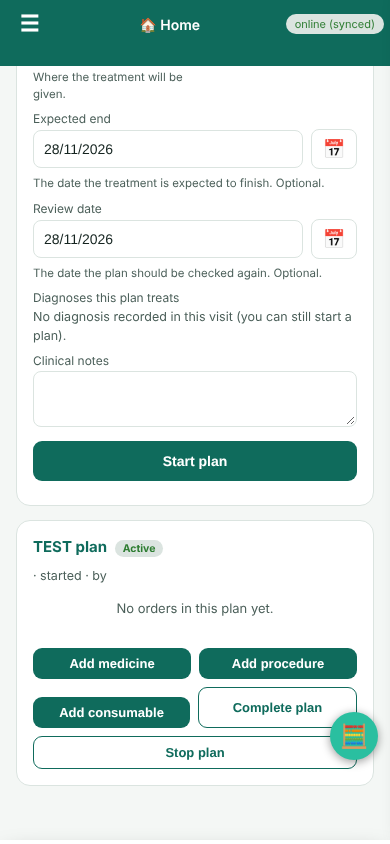 ☰
🏠 Home
online (synced)
Where the treatment will be
given.
Expected end
28/11/2026
The date the treatment is expected to finish. Optional.
Review date
28/11/2026
The date the plan should be checked again. Optional.
Diagnoses this plan treats
No diagnosis recorded in this visit (you can still start a
plan).
Clinical notes
Start plan
TEST plan Active
· started · by
No orders in this plan yet.
Add medicine
Add procedure
Add consumable
Complete plan
Stop plan